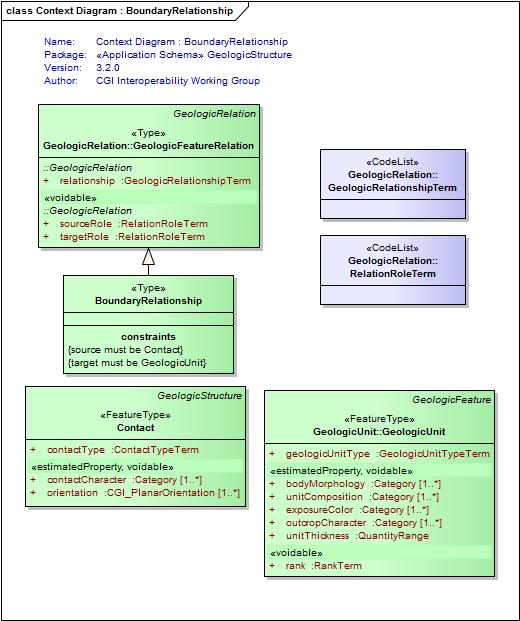 class Context Diagram : BoundaryRelationship
Name: Context Diagram : BoundaryRelationship
Package: «Application Schema» GeologicStructure
Version: 3.2.0
Author: CGI Interoperability Working Group
GeologicRelation
«Type»
GeologicRelation::GeologicFeatureRelation
::GeologicRelation
+ relationship :GeologicRelationshipTerm
«voidable»
::GeologicRelation
+ sourceRole :RelationRoleTerm
+ targetRole :RelationRoleTerm
«CodeList»
GeologicRelation::
GeologicRelationshipTerm
«CodeList»
GeologicRelation::
RelationRoleTerm
«Type»
BoundaryRelationship
constraints
{source must be Contact}
{target must be GeologicUnit}
GeologicStructure
«FeatureType»
Contact
+ contactType :ContactTypeTerm
«estimatedProperty, voidable»
+ contactCharacter :Category [1..*]
+ orientation :CGI_PlanarOrientation [1..*]
GeologicFeature
«FeatureType»
GeologicUnit::GeologicUnit
+ geologicUnitType :GeologicUnitTypeTerm
«estimatedProperty, voidable»
+ bodyMorphology :Category [1..*]
+ unitComposition :Category [1..*]
+ exposureColor :Category [1..*]
+ outcropCharacter :Category [1..*]
+ unitThickness :QuantityRange
«voidable»
+ rank :RankTerm